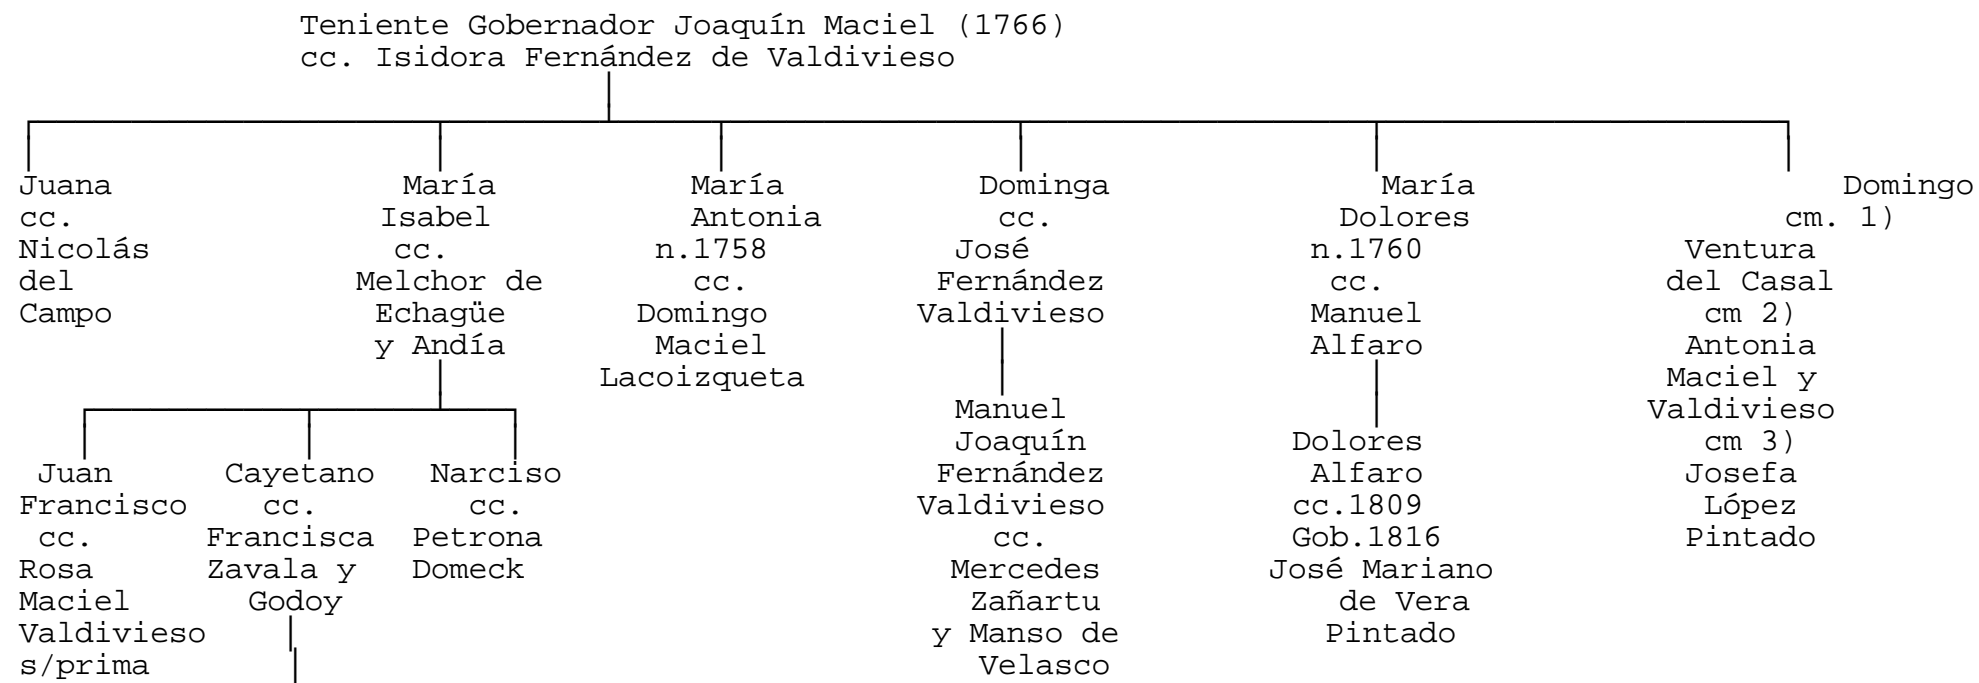 Teniente Gobernador Joaquín Maciel (1766)
cc. Isidora Fernández de Valdivieso
Juana
cc.
Nicolás
del
Campo
María
Isabel
cc.
Melchor de
Echagüe
y Andía
María
Antonia
n.1758
cc.
Domingo
Maciel
Lacoizqueta
Dominga
cc.
José
Fernández
Valdivieso
María
Dolores
n.1760
cc.
Manuel
Alfaro
Domingo
cm. 1)
Ventura
del Casal
cm 2)
Antonia
Maciel y
Valdivieso
cm 3)
Josefa
López
Pintado
Juan
Francisco
cc.
Rosa
Maciel
Valdivieso
s/prima
Cayetano
cc.
Francisca
Zavala y
Godoy
Narciso
cc.
Petrona
Domeck
Manuel
Joaquín
Fernández
Valdivieso
cc.
Mercedes
Zañartu
y Manso de
Velasco
Dolores
Alfaro
cc.1809
Gob.1816
José Mariano
de Vera
Pintado